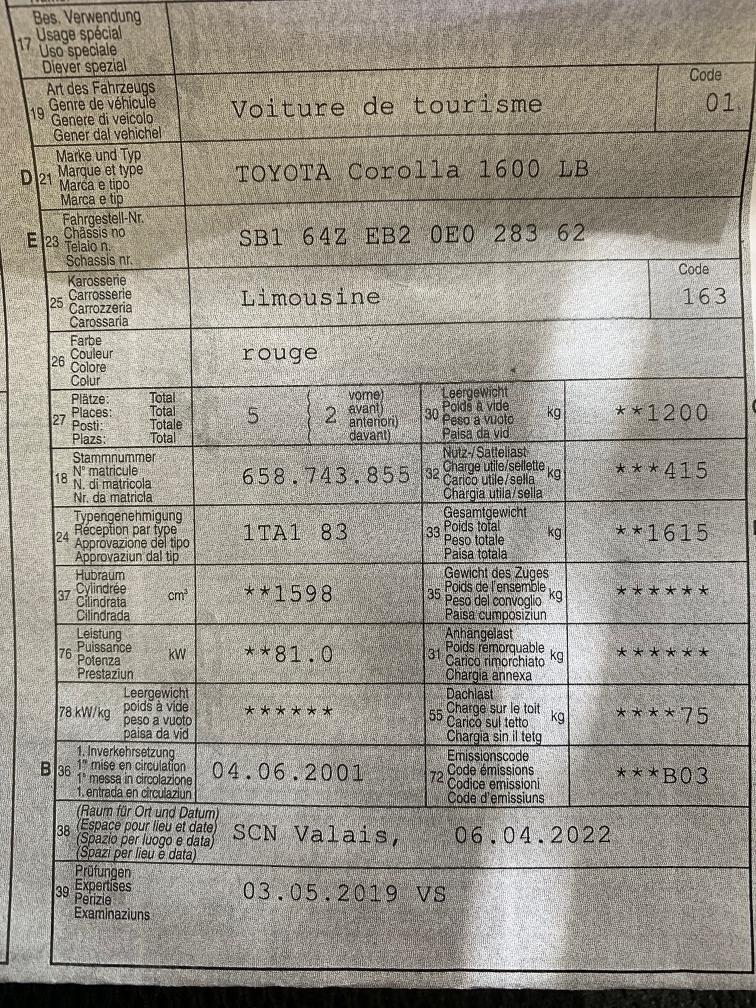 17 Bes. Verwendung
Usage spécial
Uso speciale
Diever spezial
19 Art des Fahrzeugs
Genre de véhicule
Genere di veicolo
Gener dal vehichel
Voiture de tourisme
Code
01
D 21 Marke und Typ
Marque et type
Marca e tipo
Marca e tip
TOYOTA Corolla 1600 LB
E 23 Fahrgestell-Nr.
Châssis no
Telaio n.
Schassis nr.
SB1 64Z EB2 0E0 283 62
25 Karosserie
Carrosserie
Carrozzeria
Carossaria
Limousine
Code
163
26 Farbe
Couleur
Colore
Colur
rouge
27 Plätze: Total
Places: Total
Posti: Totale
Plazs: Total
5 2
vorne)
avant)
anteriori)
davant)
30 Leergewicht
Poids à vide
Peso a vuoto
Paisa da vid
kg
**1200
18 Stammnummer
N° matricule
N. di matricola
Nr. da matricla
658.743.855
32 Nutz-/Sattellast
Charge utile/sellette
Carico utile/sella
Chargia utila/sella
kg
***415
24 Typengenehmigung
Réception par type
Approvazione del tipo
Approvaziun dal tip
1TA1 83
33 Gesamtgewicht
Poids total
Peso totale
Paisa totala
kg
**1615
37 Hubraum
Cylindrée
Cilindrata
Cilindrada
cm³
**1598
35 Gewicht des Zuges
Poids de l'ensemble
Peso del convoglio
Paisa cumposiziun
kg
******
76 Leistung
Puissance
Potenza
Prestaziun
kW
**81.0
31 Anhängelast
Poids remorquable
Carico rimorchiato
Chargia annexa
kg
******
78 kW/kg Leergewicht
poids à vide
peso a vuoto
paisa da vid
******
55 Dachlast
Charge sur le toit
Carico sul tetto
Chargia sin il tetg
kg
****75
B 36 1. Inverkehrsetzung
1re mise en circulation
1a messa in circolazione
1. entrada en circulaziun
04.06.2001
72 Emissionscode
Code émissions
Codice emissioni
Code d'emissiuns
***B03
38 (Raum für Ort und Datum)
(Espace pour lieu et date)
(Spazio per luogo e data)
(Spazi per lieu e data)
SCN Valais, 06.04.2022
39 Prüfungen
Expertises
Perizie
Examinaziuns
03.05.2019 VS